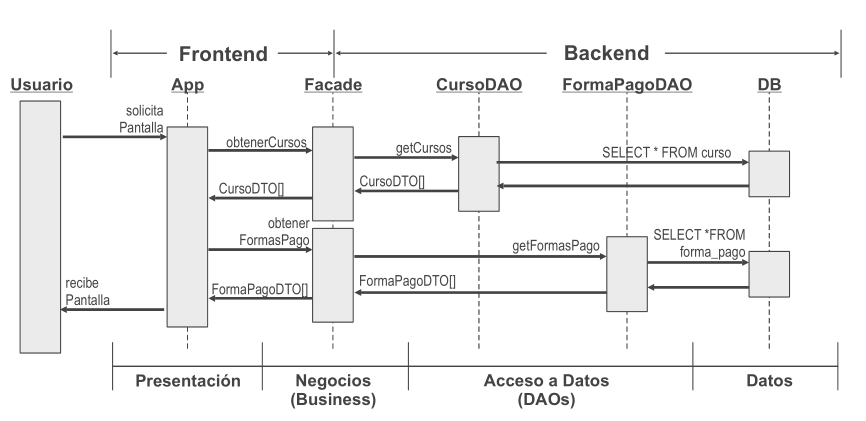 Frontend
Backend
Usuario
App
Facade
CursoDAO
FormaPagoDAO
DB
solicita
Pantalla
obtenerCursos
getCursos
SELECT * FROM curso
CursoDTO[]
CursoDTO[]
obtener
FormasPago
getFormasPago
SELECT *FROM
forma_pago
FormaPagoDTO[]
FormaPagoDTO[]
recibe
Pantalla
Presentación
Negocios
(Business)
Acceso a Datos
(DAOs)
Datos